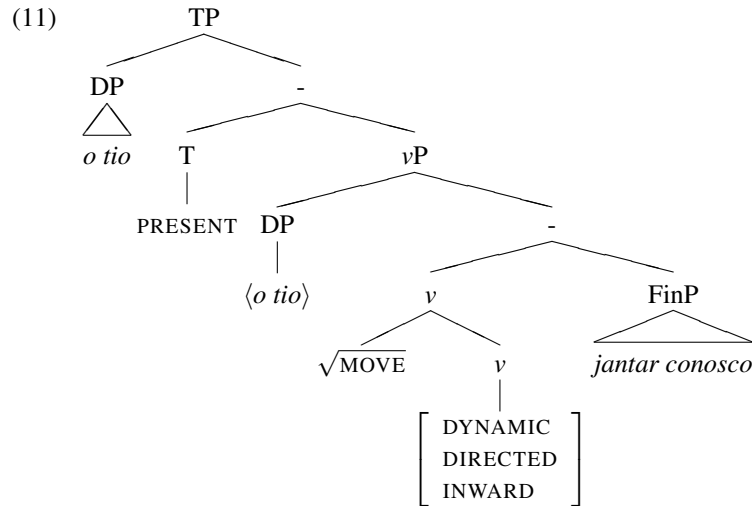 (11) TP
DP -
o tio T vP
PRESENT DP -
⟨o tio⟩ v FinP
√MOVE v jantar conosco
DYNAMIC
DIRECTED
INWARD